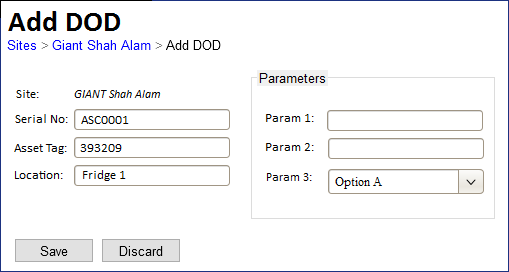 Add DOD
Sites > Giant Shah Alam > Add DOD
Site: GIANT Shah Alam
Serial No: ASC0001
Asset Tag: 393209
Location: Fridge 1
Parameters
Param 1:
Param 2:
Param 3: Option A
Save Discard